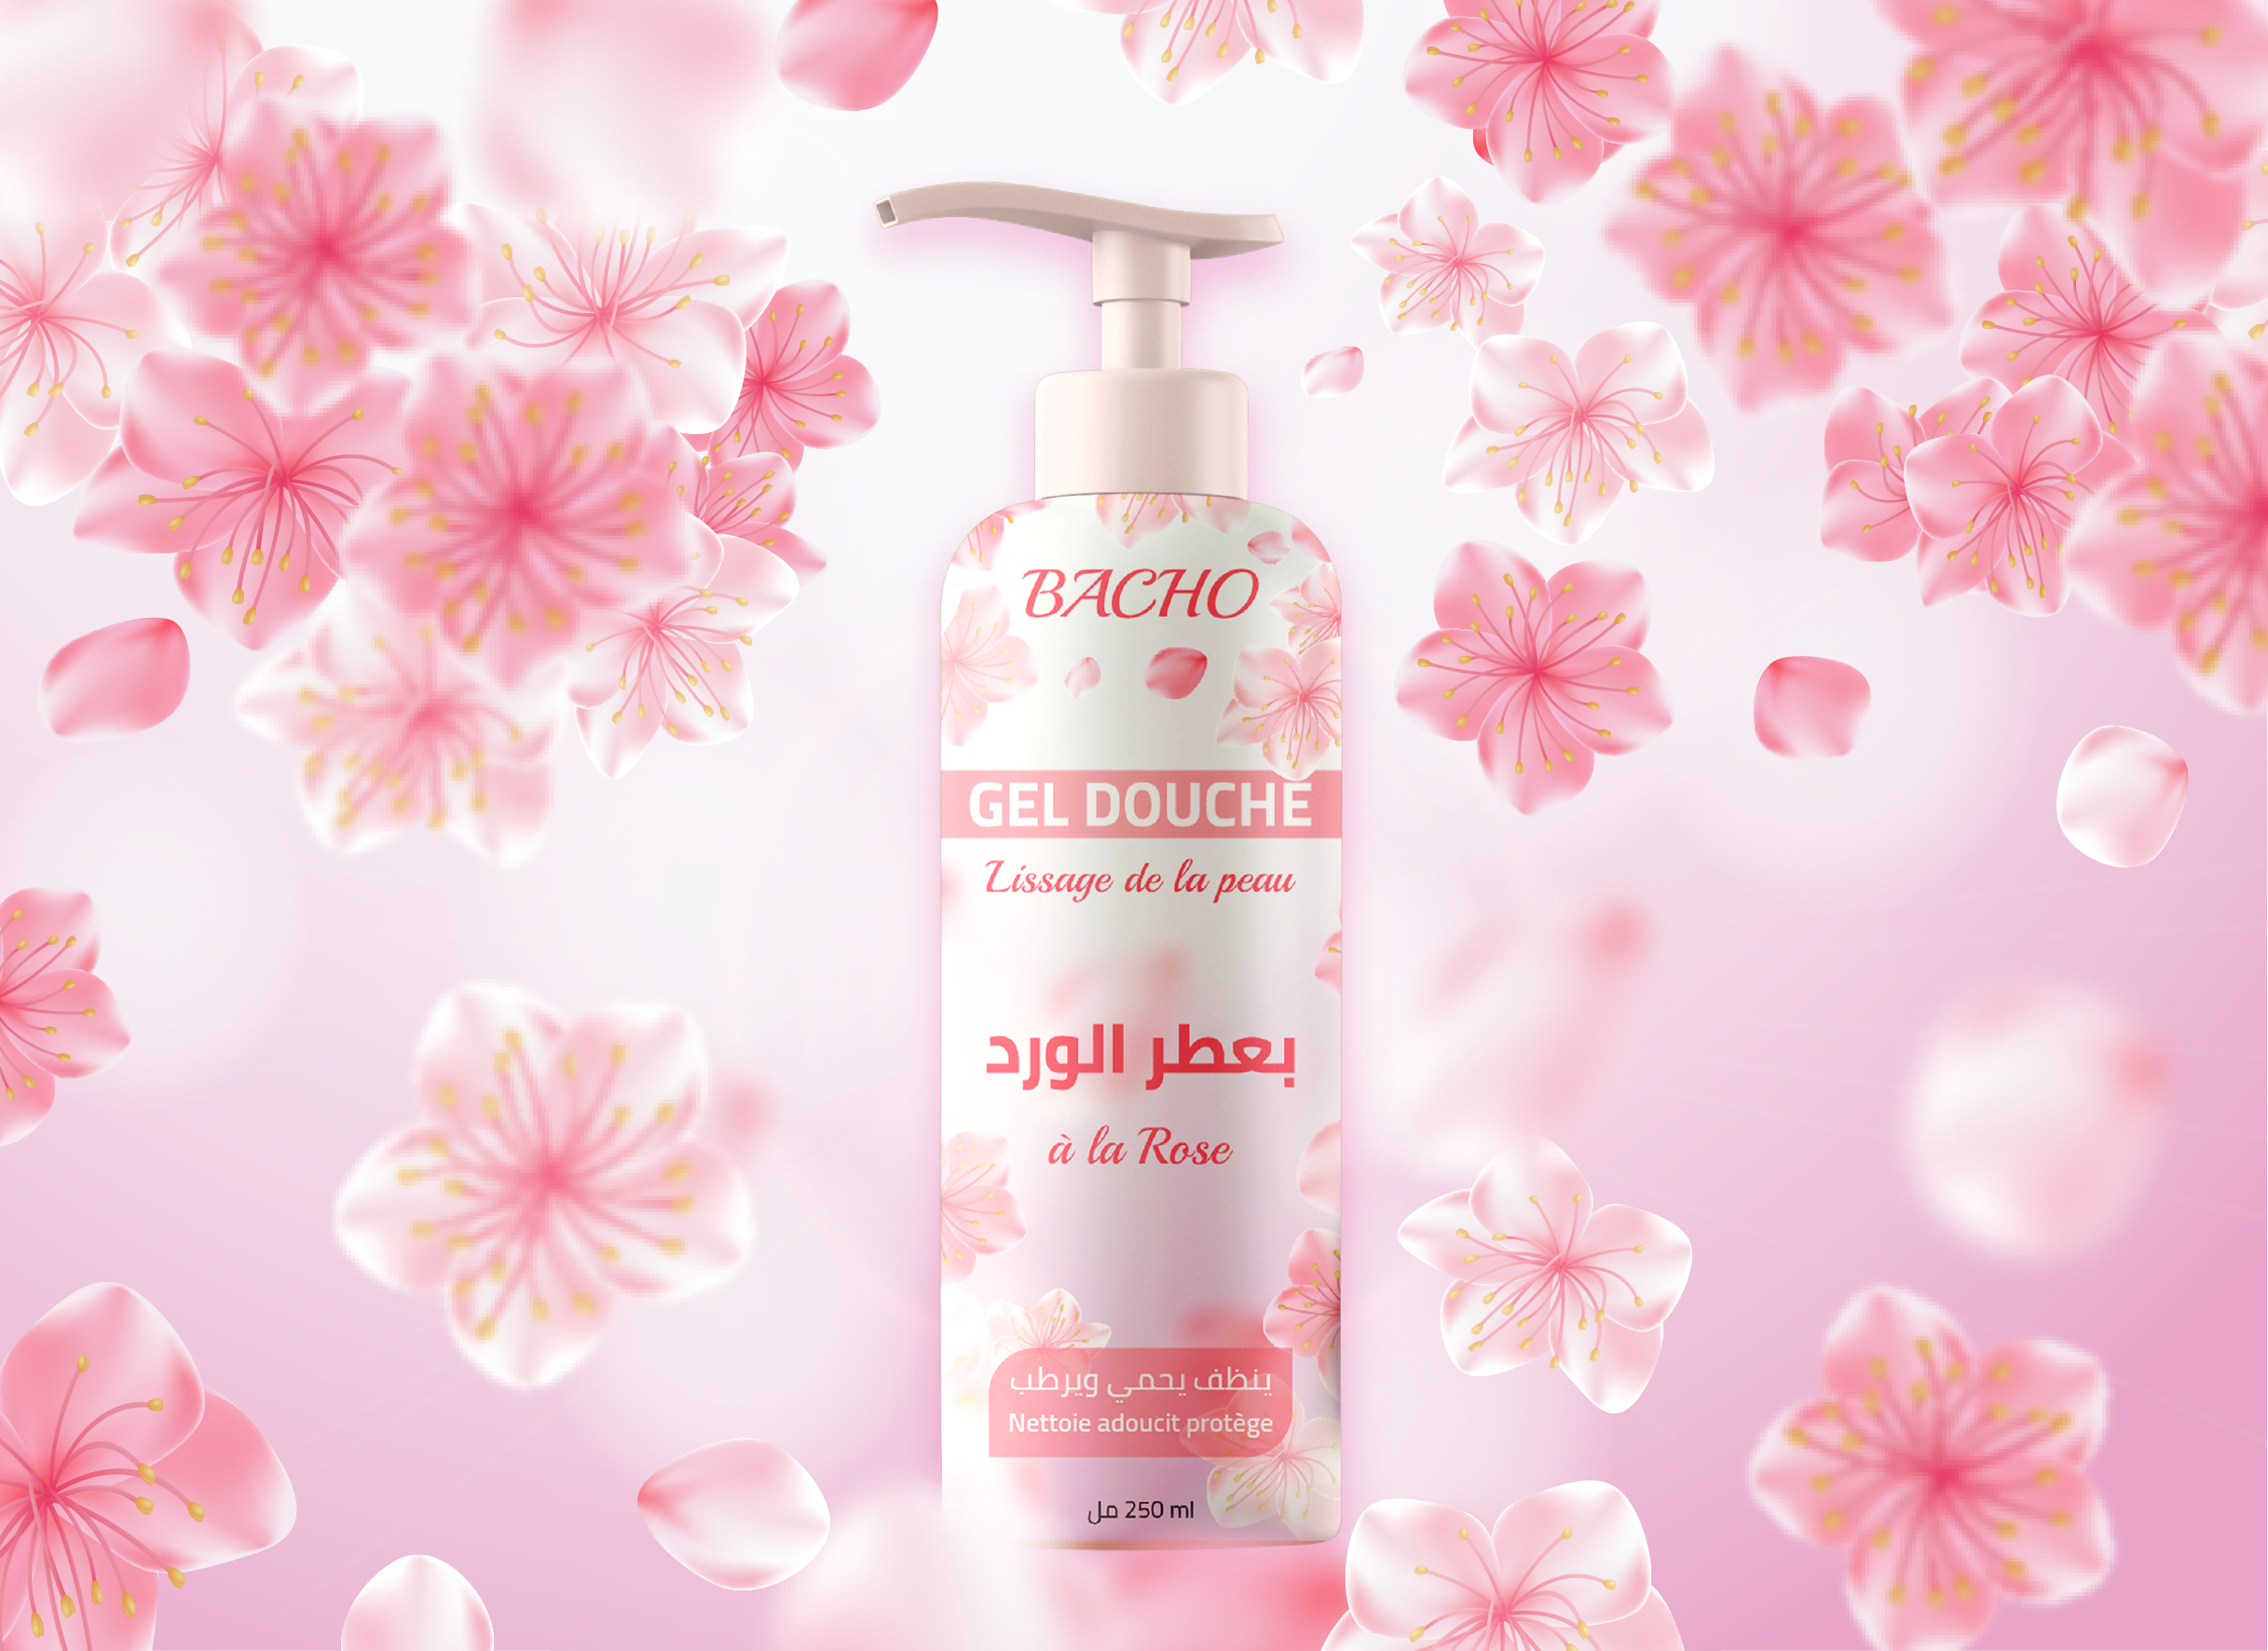 BACHO
GEL DOUCHE
Lissage de la peau
بعطر الورد
à la Rose
ينظف يحمي ويرطب
Nettoie adoucit protège
250 ml مل